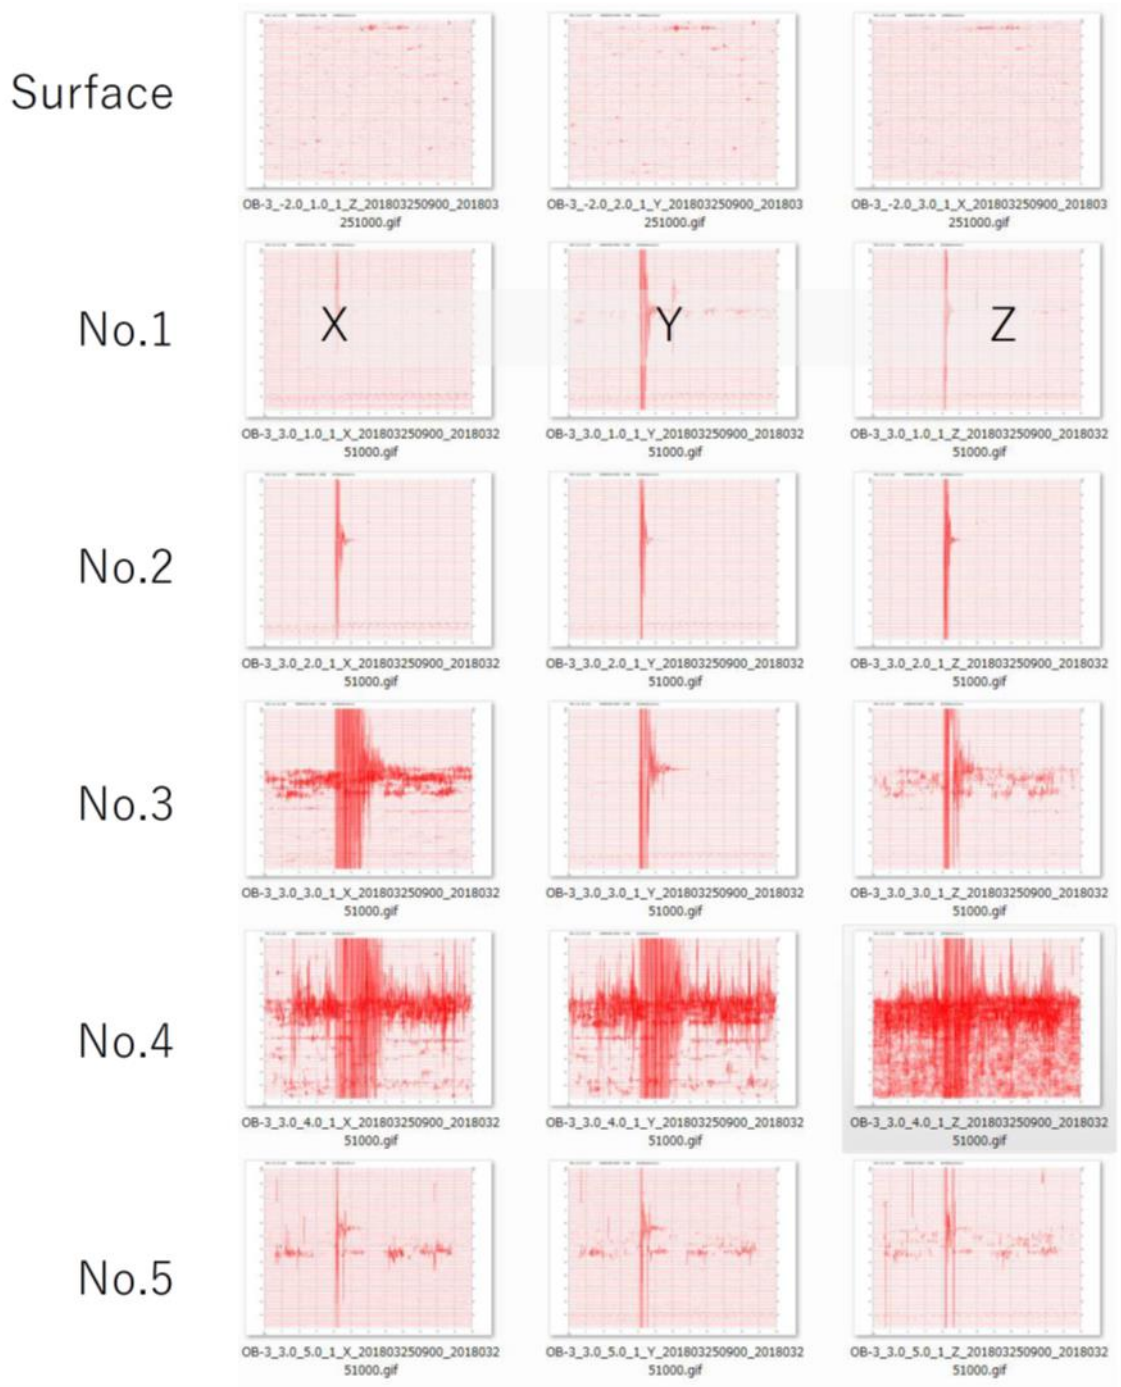 Surface
OB-3_-2.0_1.0_1_Z_201803250900_201803
251000.gif
OB-3_-2.0_2.0_1_Y_201803250900_201803
251000.gif
OB-3_-2.0_3.0_1_X_201803250900_201803
251000.gif
No.1
X
Y
Z
OB-3_3.0_1.0_1_X_201803250900_2018032
51000.gif
OB-3_3.0_1.0_1_Y_201803250900_2018032
51000.gif
OB-3_3.0_1.0_1_Z_201803250900_2018032
51000.gif
No.2
OB-3_3.0_2.0_1_X_201803250900_2018032
51000.gif
OB-3_3.0_2.0_1_Y_201803250900_2018032
51000.gif
OB-3_3.0_2.0_1_Z_201803250900_2018032
51000.gif
No.3
OB-3_3.0_3.0_1_X_201803250900_2018032
51000.gif
OB-3_3.0_3.0_1_Y_201803250900_2018032
51000.gif
OB-3_3.0_3.0_1_Z_201803250900_2018032
51000.gif
No.4
OB-3_3.0_4.0_1_X_201803250900_2018032
51000.gif
OB-3_3.0_4.0_1_Y_201803250900_2018032
51000.gif
OB-3_3.0_4.0_1_Z_201803250900_2018032
51000.gif
No.5
OB-3_3.0_5.0_1_X_201803250900_2018032
51000.gif
OB-3_3.0_5.0_1_Y_201803250900_2018032
51000.gif
OB-3_3.0_5.0_1_Z_201803250900_2018032
51000.gif